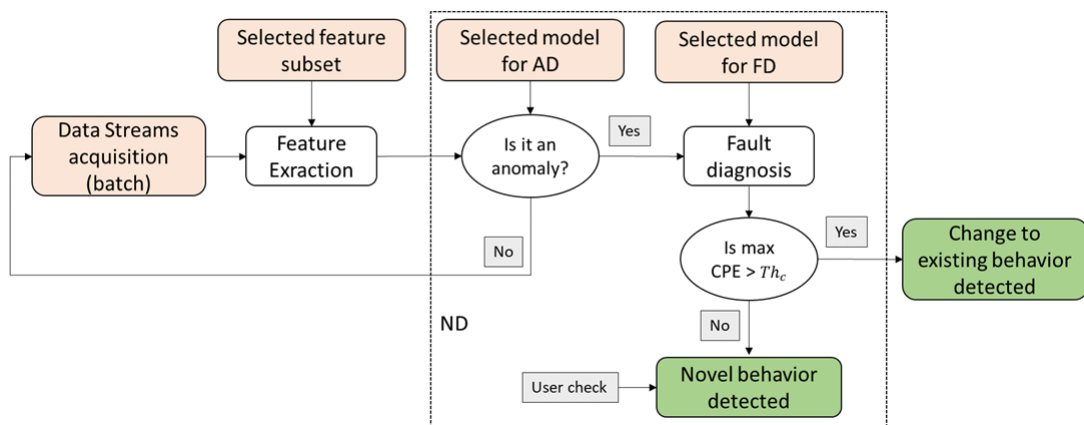 Selected feature
subset
Selected model
for AD
Selected model
for FD
Data Streams
acquisition
(batch)
Feature
Exraction
Is it an
anomaly?
Yes
Fault
diagnosis
No
Is max
CPE > Th_c
Yes
Change to
existing behavior
detected
ND
No
User check
Novel behavior
detected